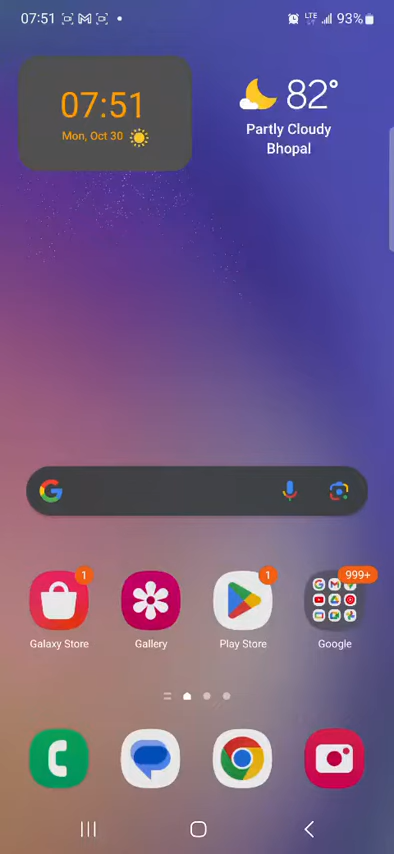 07:51
LTE
93%
07:51
Mon, Oct 30
82°
Partly Cloudy
Bhopal
1
1
999+
Galaxy Store
Gallery
Play Store
Google